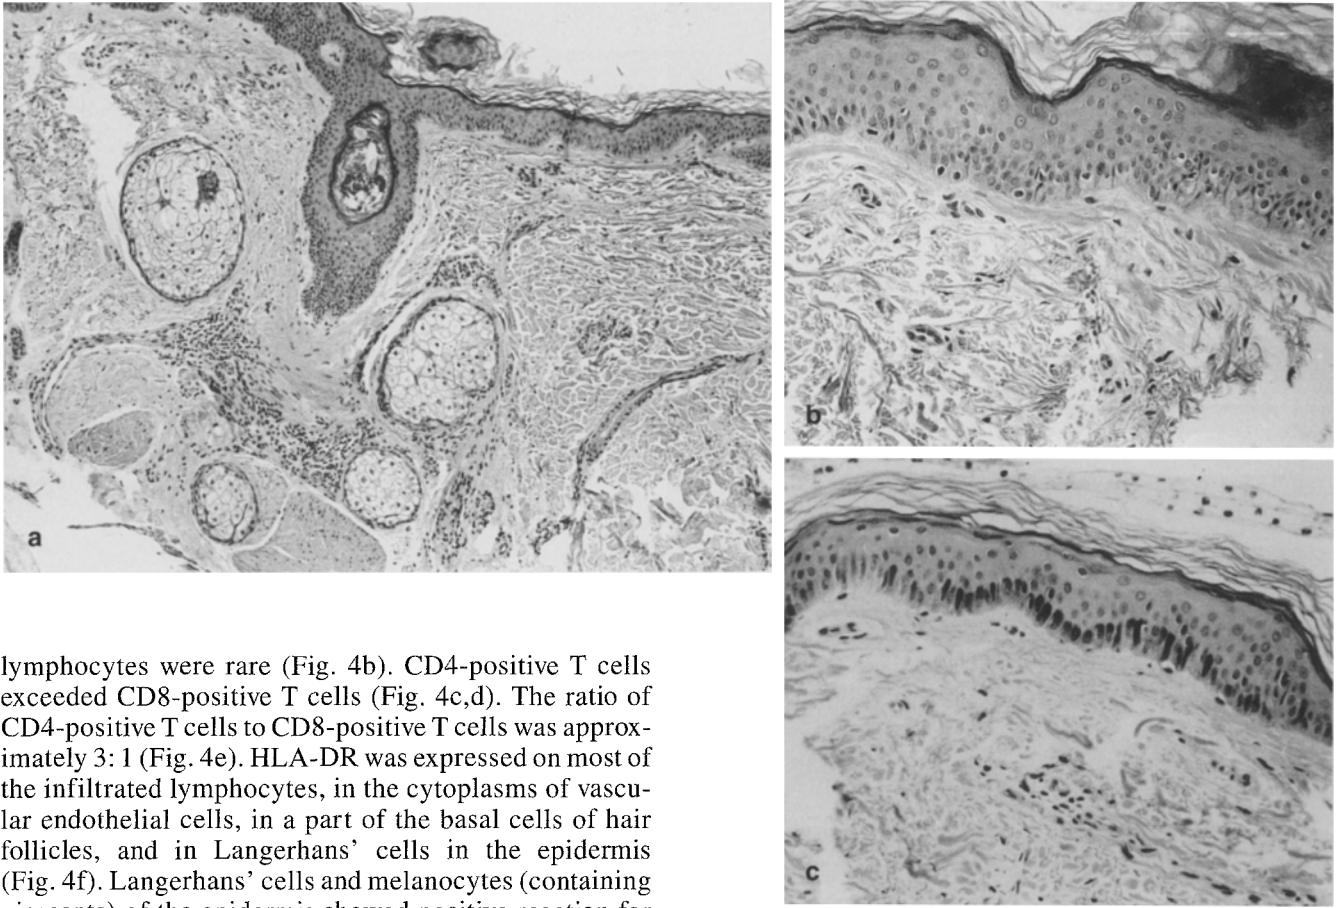 a
b
c
lymphocytes were rare (Fig. 4b). CD4-positive T cells
exceeded CD8-positive T cells (Fig. 4c,d). The ratio of
CD4-positive T cells to CD8-positive T cells was approx-
imately 3: 1 (Fig. 4e). HLA-DR was expressed on most of
the infiltrated lymphocytes, in the cytoplasms of vascu-
lar endothelial cells, in a part of the basal cells of hair
follicles, and in Langerhans' cells in the epidermis
(Fig. 4f). Langerhans' cells and melanocytes (containing